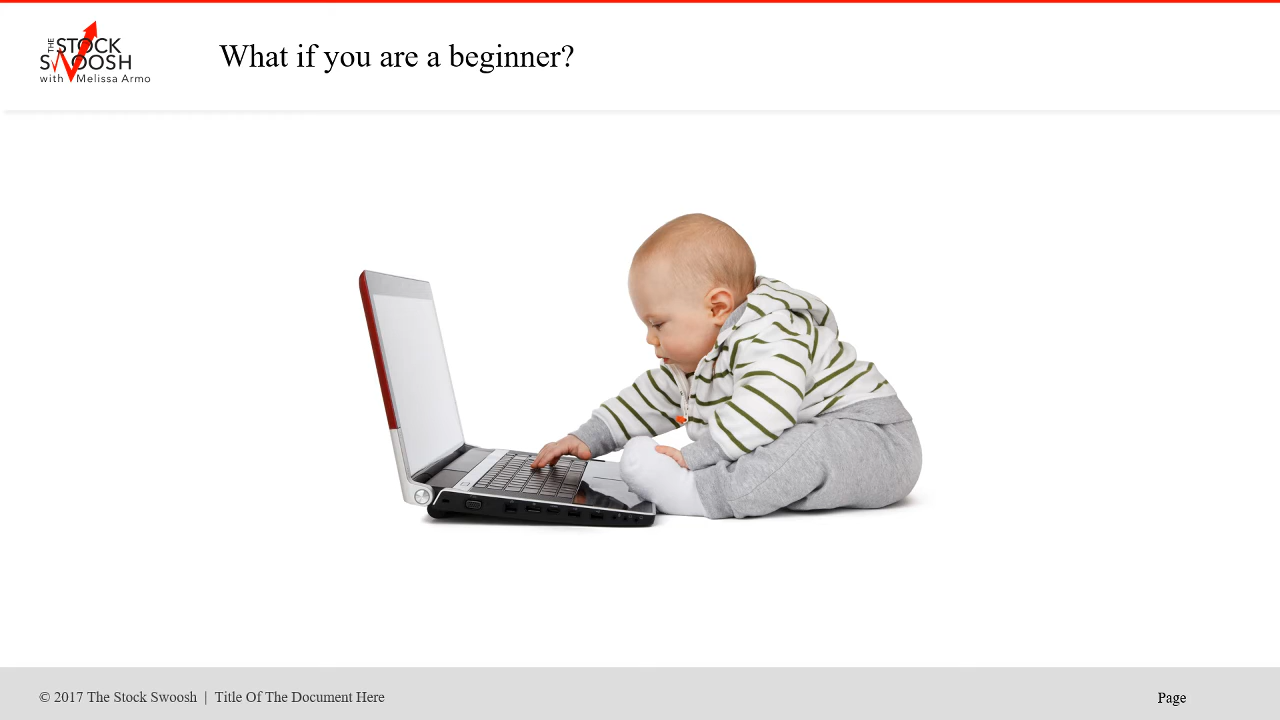 THE STOCK
SWOOSH
with Melissa Armo
What if you are a beginner?
© 2017 The Stock Swoosh | Title Of The Document Here
Page